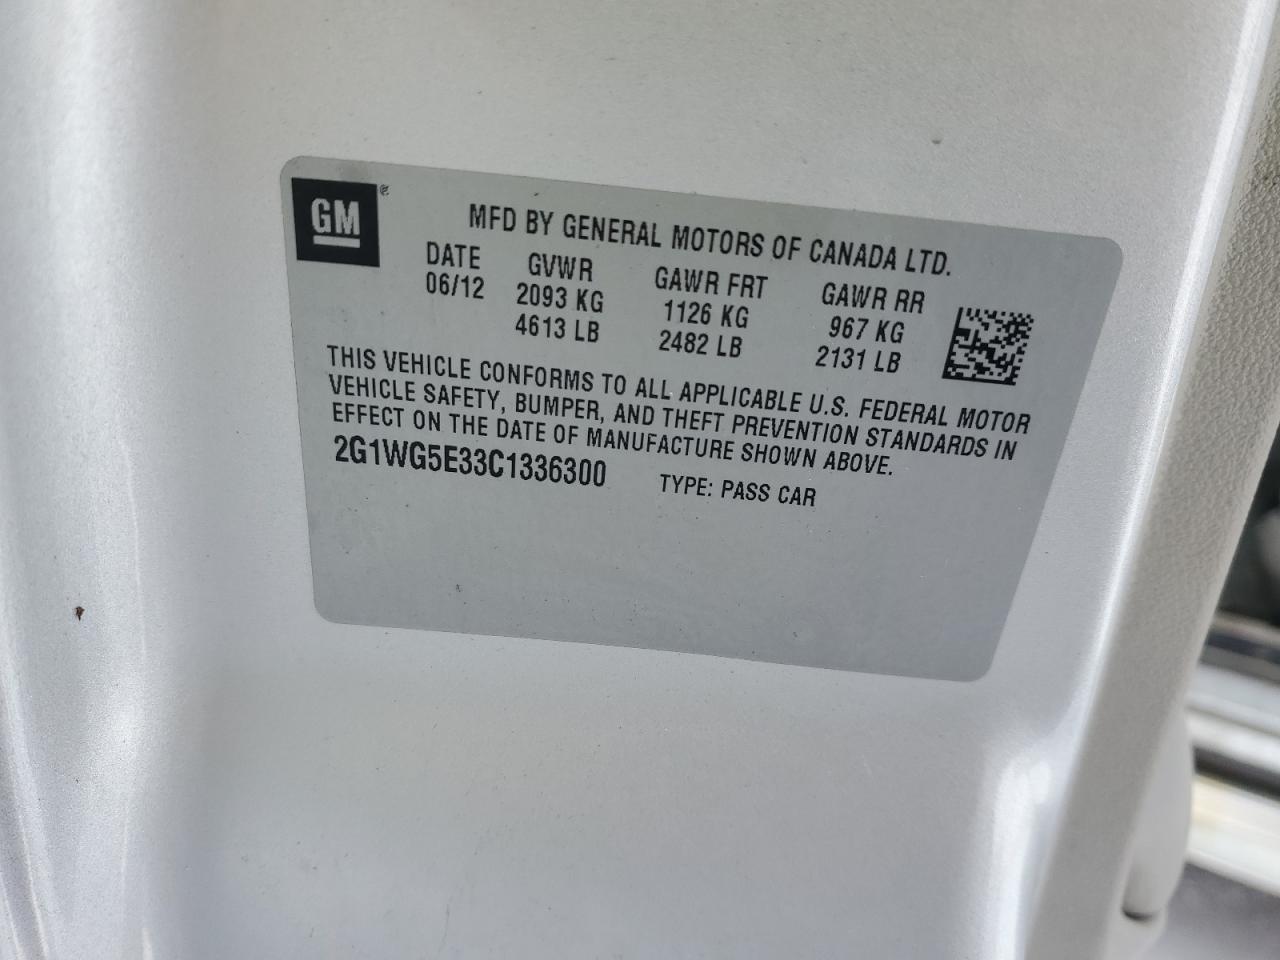 GM
MFD BY GENERAL MOTORS OF CANADA LTD.
DATE GVWR GAWR FRT GAWR RR
06/12 2093 KG 1126 KG 967 KG
4613 LB 2482 LB 2131 LB
THIS VEHICLE CONFORMS TO ALL APPLICABLE U.S. FEDERAL MOTOR
VEHICLE SAFETY, BUMPER, AND THEFT PREVENTION STANDARDS IN
EFFECT ON THE DATE OF MANUFACTURE SHOWN ABOVE.
2G1WG5E33C1336300 TYPE: PASS CAR